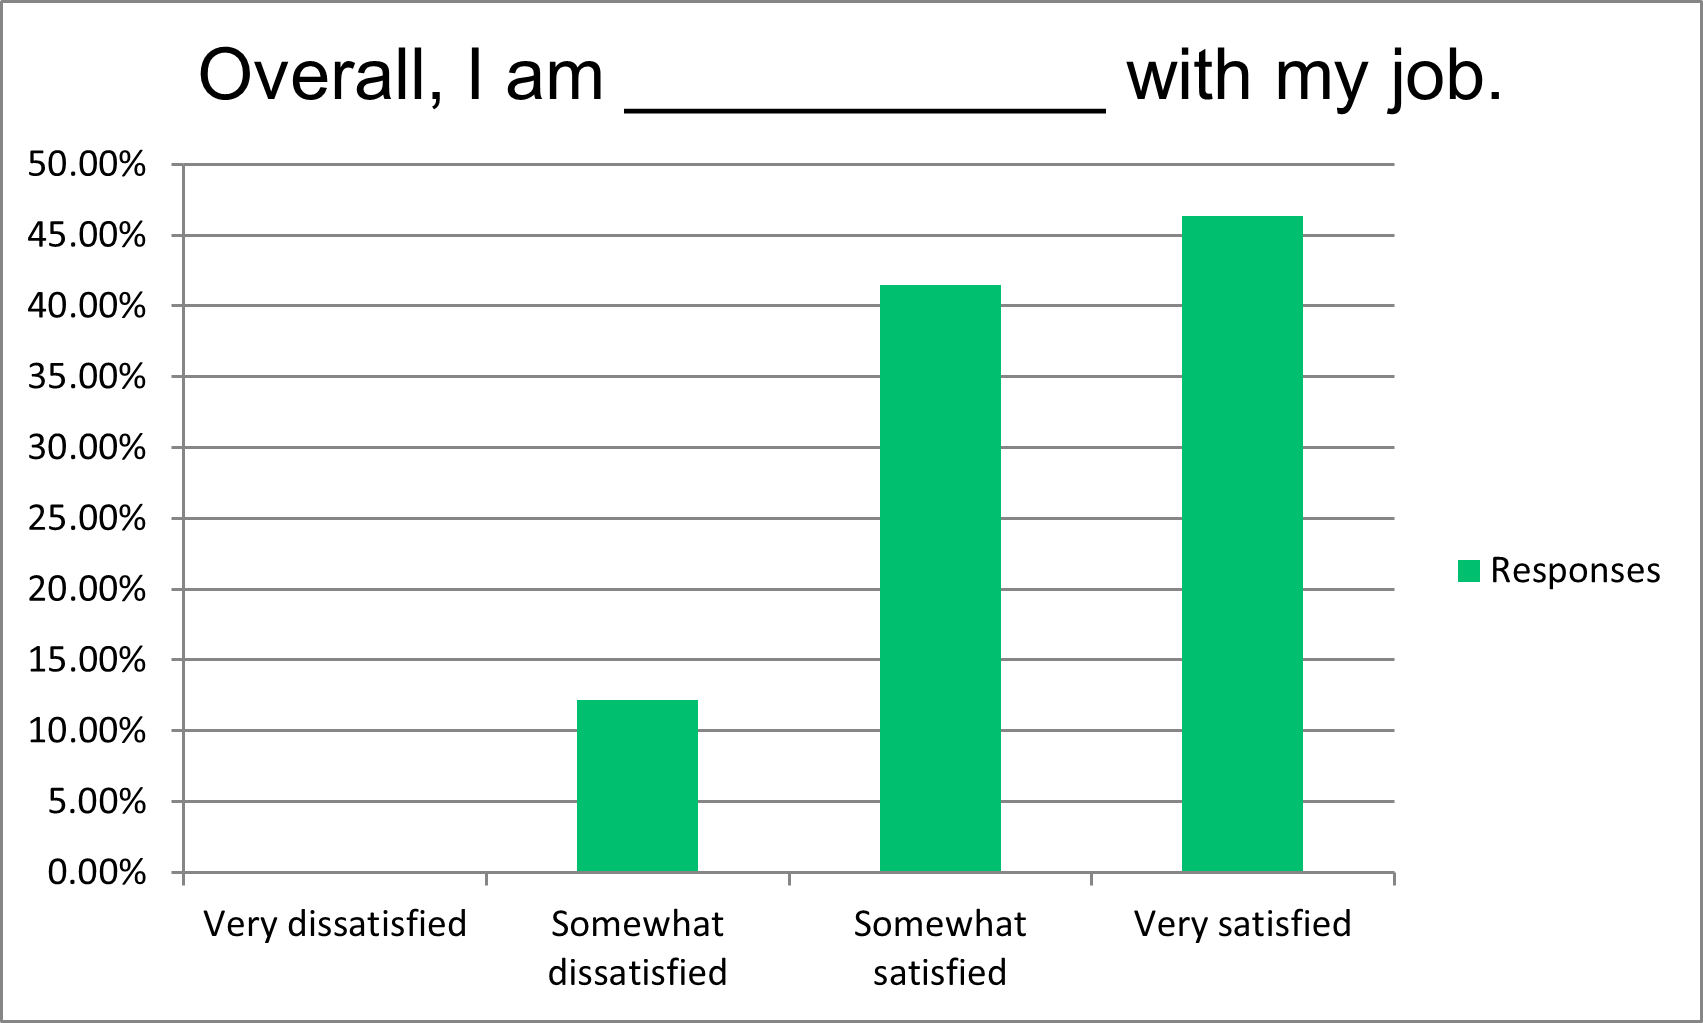 Overall, I am ____________ with my job.
50.00%
45.00%
40.00%
35.00%
30.00%
25.00%
20.00%
15.00%
10.00%
5.00%
0.00%
Very dissatisfied
Somewhat
dissatisfied
Somewhat
satisfied
Very satisfied
Responses